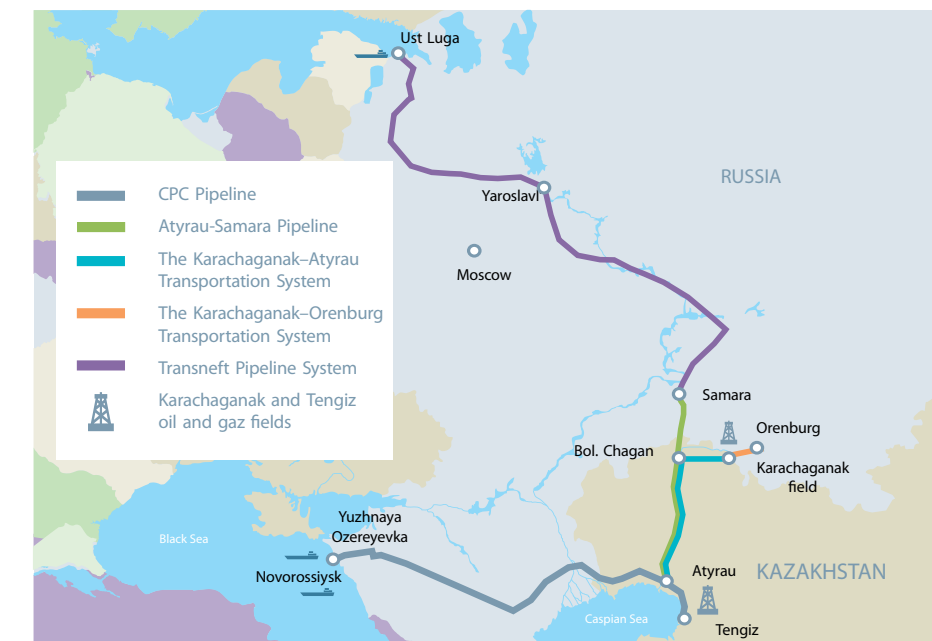 Ust Luga
RUSSIA
Yaroslavl
Moscow
CPC Pipeline
Atyrau-Samara Pipeline
The Karachaganak–Atyrau
Transportation System
The Karachaganak–Orenburg
Transportation System
Transneft Pipeline System
Karachaganak and Tengiz
oil and gaz fields
Samara
Orenburg
Bol. Chagan
Karachaganak
field
Yuzhnaya
Ozereyevka
Black Sea
Novorossiysk
Atyrau
KAZAKHSTAN
Caspian Sea
Tengiz